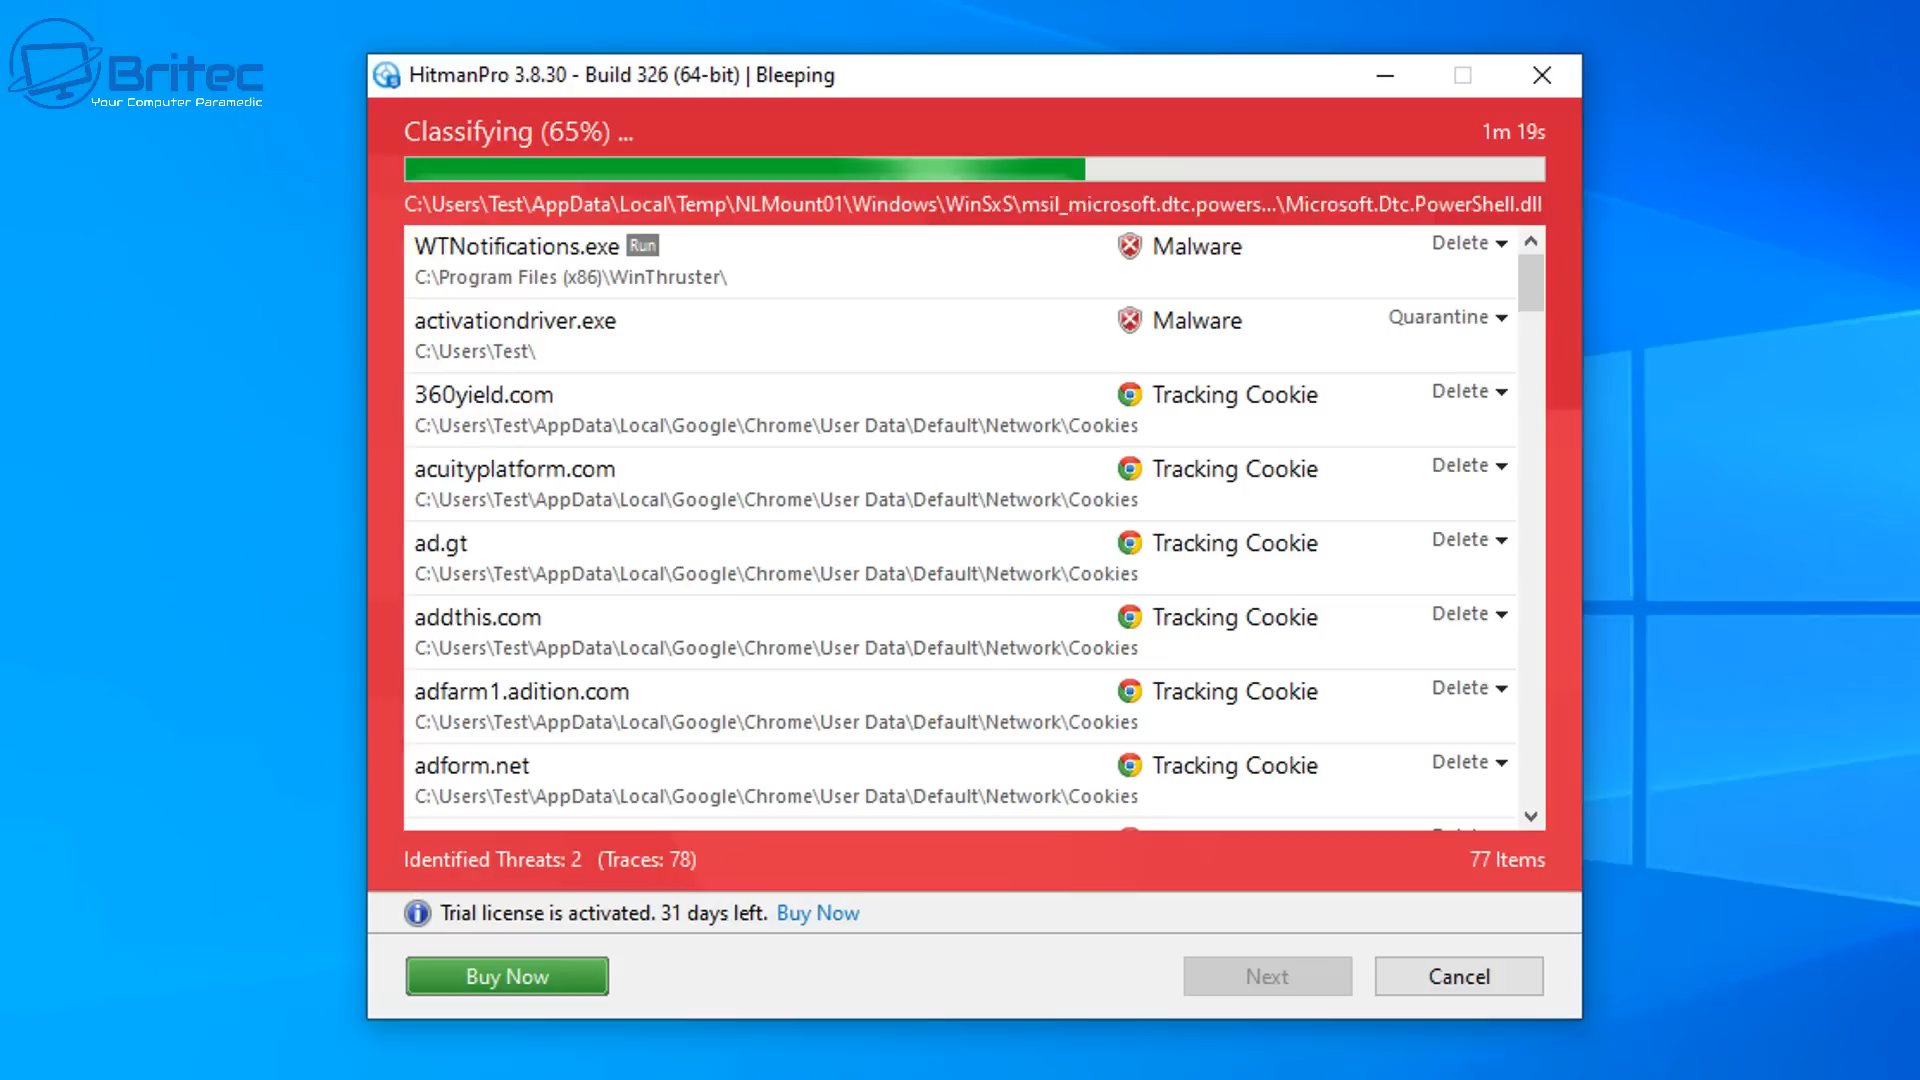 Britec
Your Computer Paramedic
HitmanPro 3.8.30 - Build 326 (64-bit) | Bleeping
Classifying (65%) ...
1m 19s
C:\Users\Test\AppData\Local\Temp\NLMount01\Windows\WinSxS\msil_microsoft.dtc.powers...\Microsoft.Dtc.PowerShell.dll
WTNotifications.exe Run Malware Delete
C:\Program Files (x86)\WinThruster\
activationdriver.exe Malware Quarantine
C:\Users\Test\
360yield.com Tracking Cookie Delete
C:\Users\Test\AppData\Local\Google\Chrome\User Data\Default\Network\Cookies
acuityplatform.com Tracking Cookie Delete
C:\Users\Test\AppData\Local\Google\Chrome\User Data\Default\Network\Cookies
ad.gt Tracking Cookie Delete
C:\Users\Test\AppData\Local\Google\Chrome\User Data\Default\Network\Cookies
addthis.com Tracking Cookie Delete
C:\Users\Test\AppData\Local\Google\Chrome\User Data\Default\Network\Cookies
adfarm1.adition.com Tracking Cookie Delete
C:\Users\Test\AppData\Local\Google\Chrome\User Data\Default\Network\Cookies
adform.net Tracking Cookie Delete
C:\Users\Test\AppData\Local\Google\Chrome\User Data\Default\Network\Cookies
Identified Threats: 2 (Traces: 78)
77 Items
Trial license is activated. 31 days left. Buy Now
Buy Now
Next
Cancel